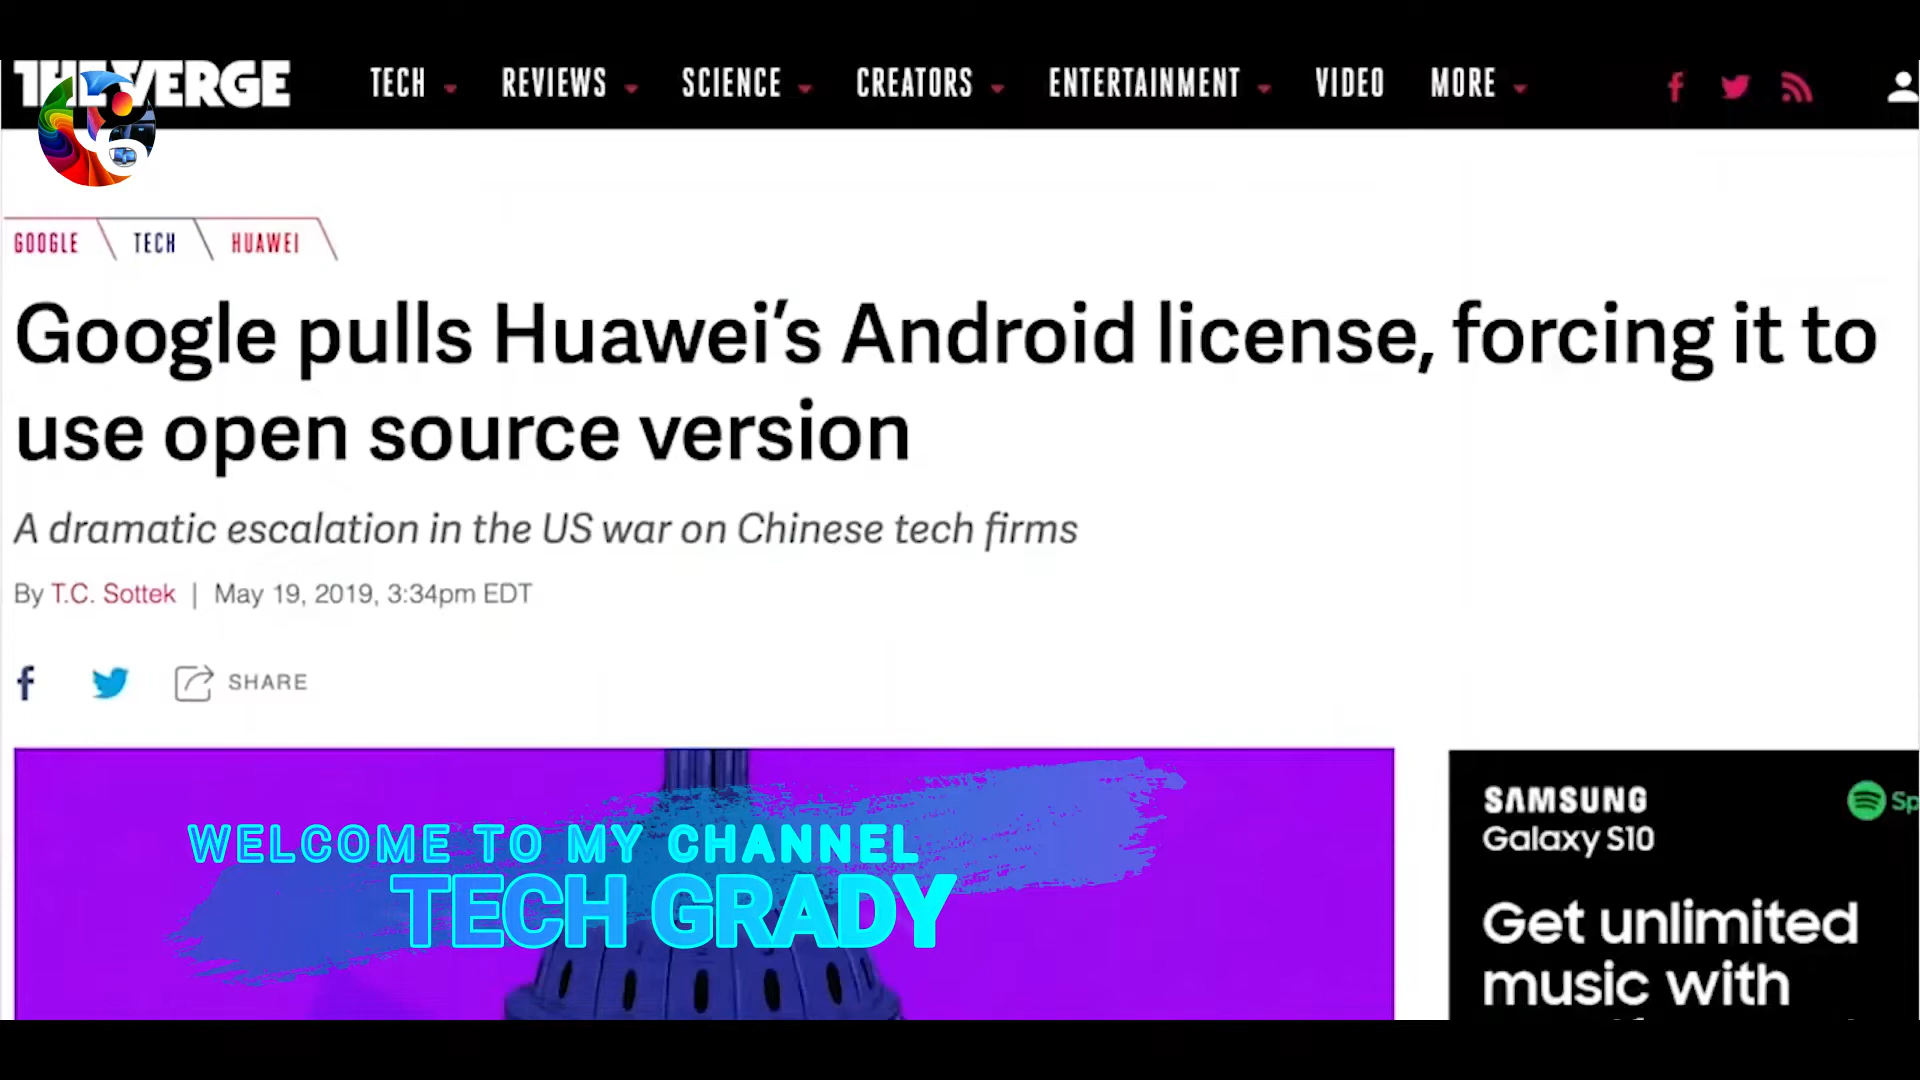 THE VERGE
TECH REVIEWS SCIENCE CREATORS ENTERTAINMENT VIDEO MORE
GOOGLE TECH HUAWEI
Google pulls Huawei's Android license, forcing it to
use open source version
A dramatic escalation in the US war on Chinese tech firms
By T.C. Sottek | May 19, 2019, 3:34pm EDT
SHARE
WELCOME TO MY CHANNEL
TECH GRADY
SAMSUNG
Galaxy S10
Get unlimited
music with